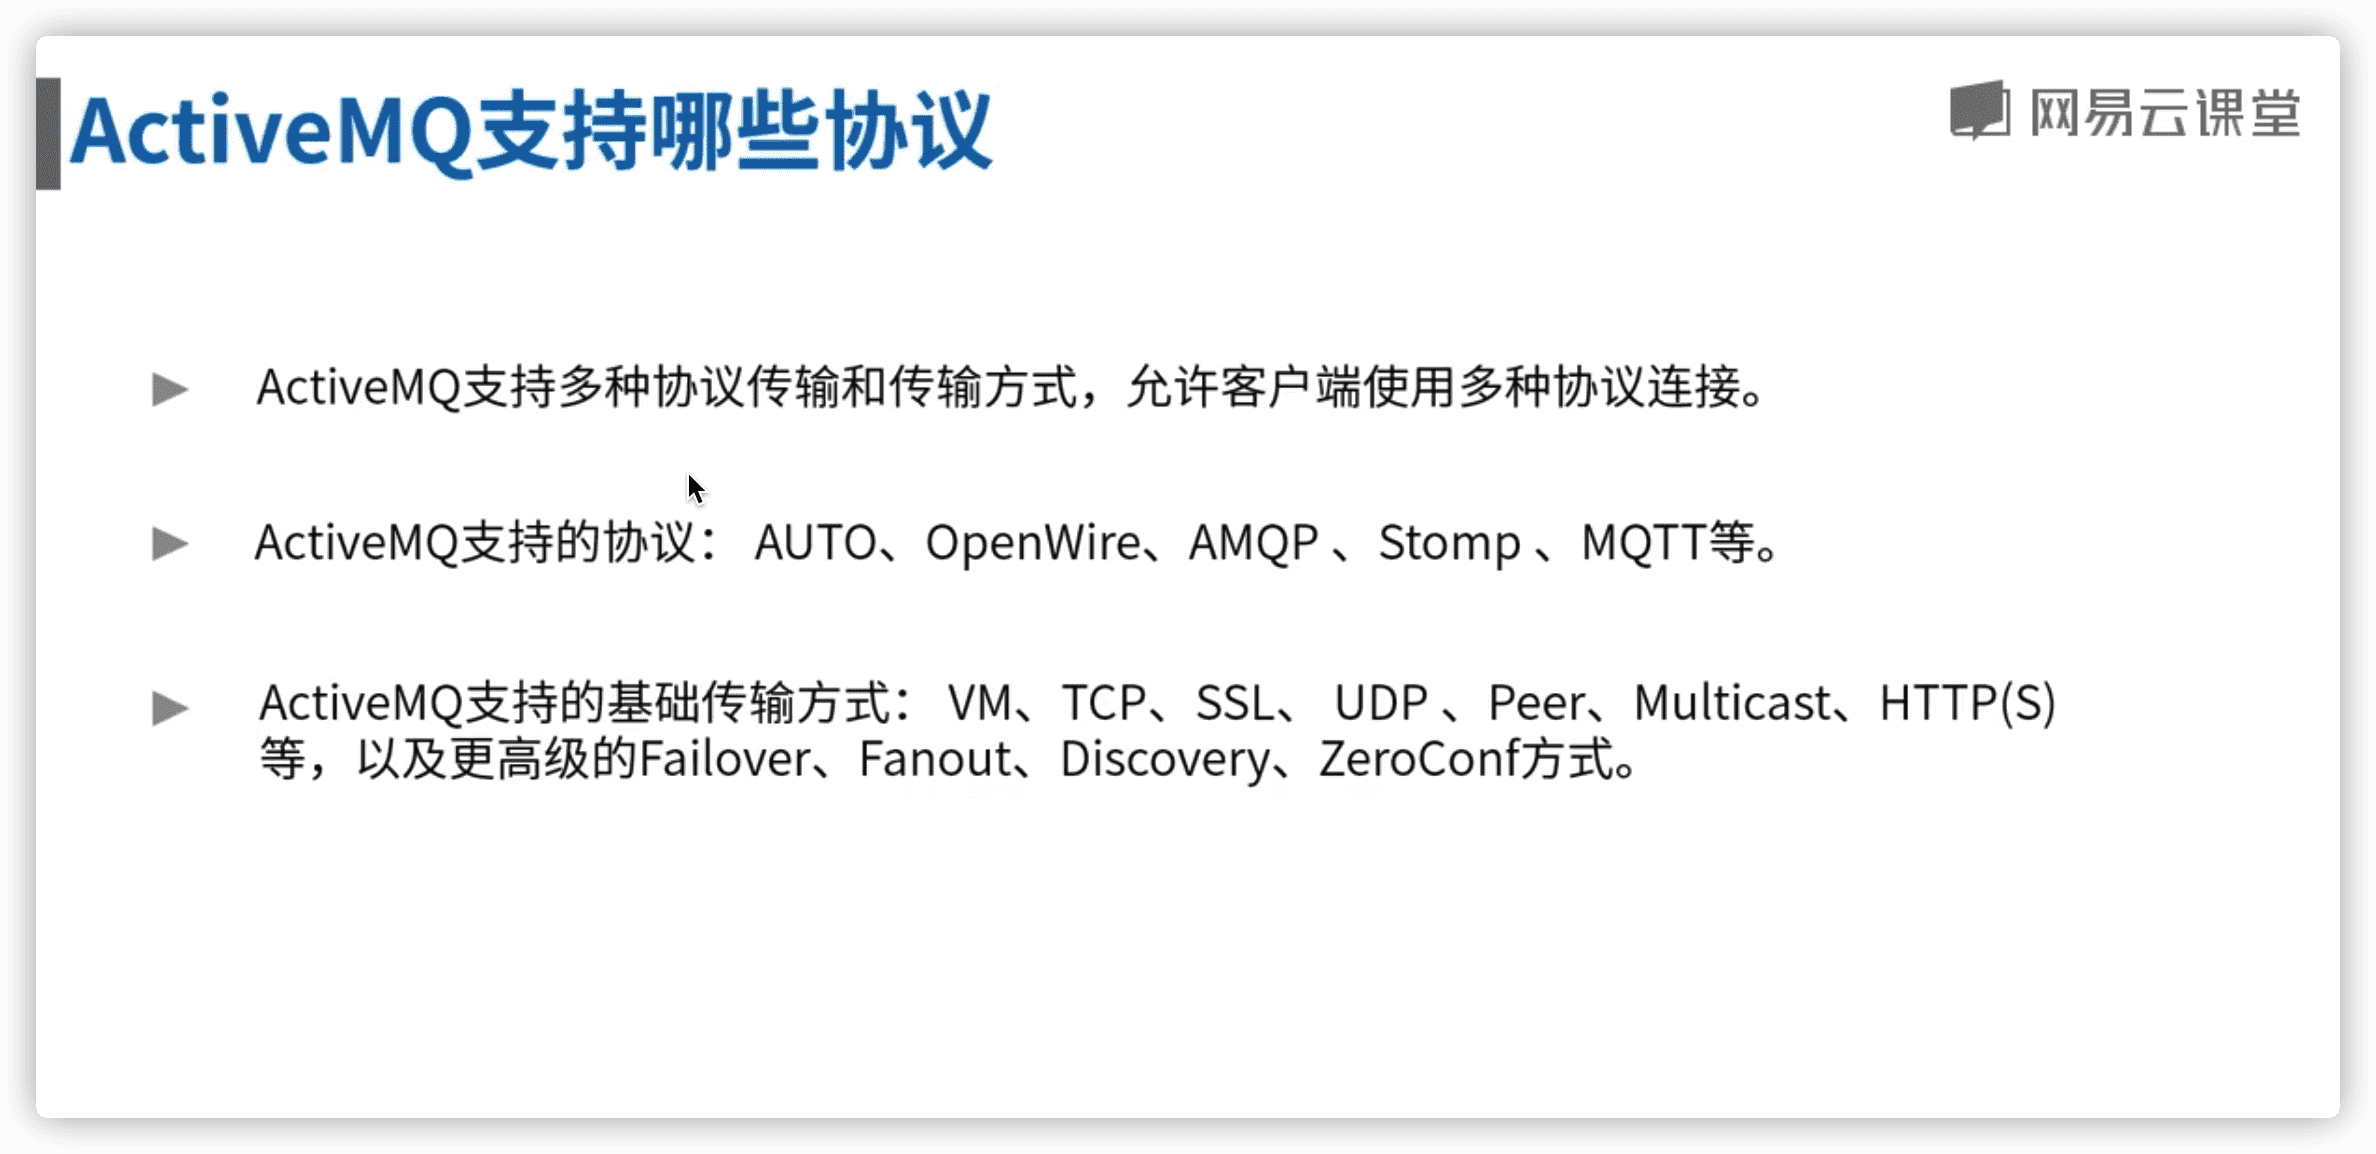 ActiveMQ支持哪些协议
网易云课堂
ActiveMQ支持多种协议传输和传输方式，允许客户端使用多种协议连接。
ActiveMQ支持的协议： AUTO、OpenWire、AMQP 、Stomp 、MQTT等。
ActiveMQ支持的基础传输方式： VM、TCP、SSL、 UDP 、Peer、Multicast、HTTP(S)
等，以及更高级的Failover、Fanout、Discovery、ZeroConf方式。